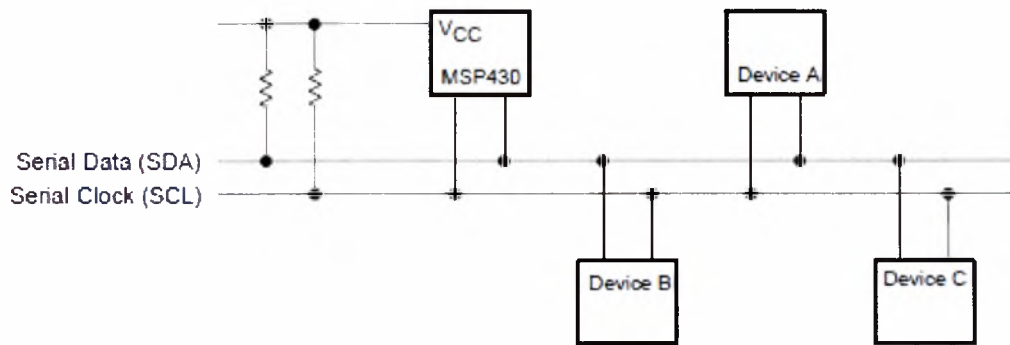 VCC
MSP430
Device A
Serial Data (SDA)
Serial Clock (SCL)
Device B
Device C